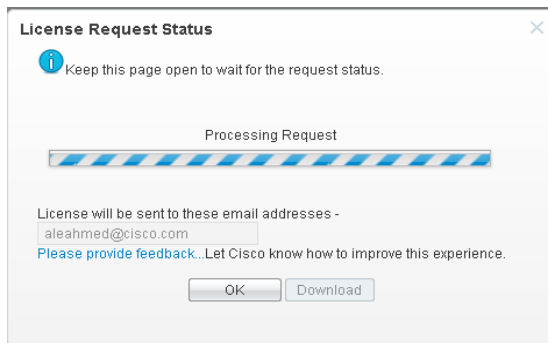 License Request Status
Keep this page open to wait for the request status.
Processing Request
License will be sent to these email addresses -
aleahmed@cisco.com
Please provide feedback...Let Cisco know how to improve this experience.
OK
Download